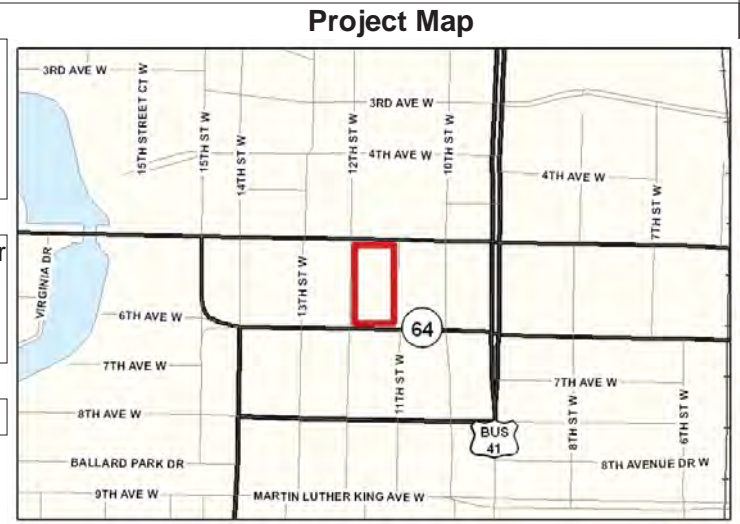 Project Map
3RD AVE W
15TH STREET CT W
15TH ST W
14TH ST W
12TH ST W
3RD AVE W
10TH ST W
4TH AVE W
4TH AVE W
7TH ST W
VIRGINIA DR
13TH ST W
6TH AVE W
64
7TH AVE W
11TH ST W
7TH AVE W
8TH AVE W
BUS
41
8TH ST W
6TH ST W
BALLARD PARK DR
8TH AVENUE DR W
9TH AVE W
MARTIN LUTHER KING AVE W